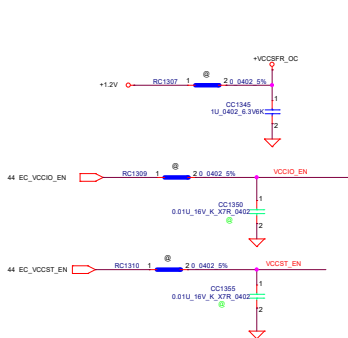 +VCCSFR_OC
@
+1.2V RC1307 1 2 0_0402_5%
CC1345 1
1U_0402_6.3V6K
2
@
44 EC_VCCIO_EN RC1309 1 2 0_0402_5% VCCIO_EN
CC1350 1
0.01U_16V_K_X7R_0402
@ 2
@
44 EC_VCCST_EN RC1310 1 2 0_0402_5% VCCST_EN
CC1355 1
0.01U_16V_K_X7R_0402
@ 2